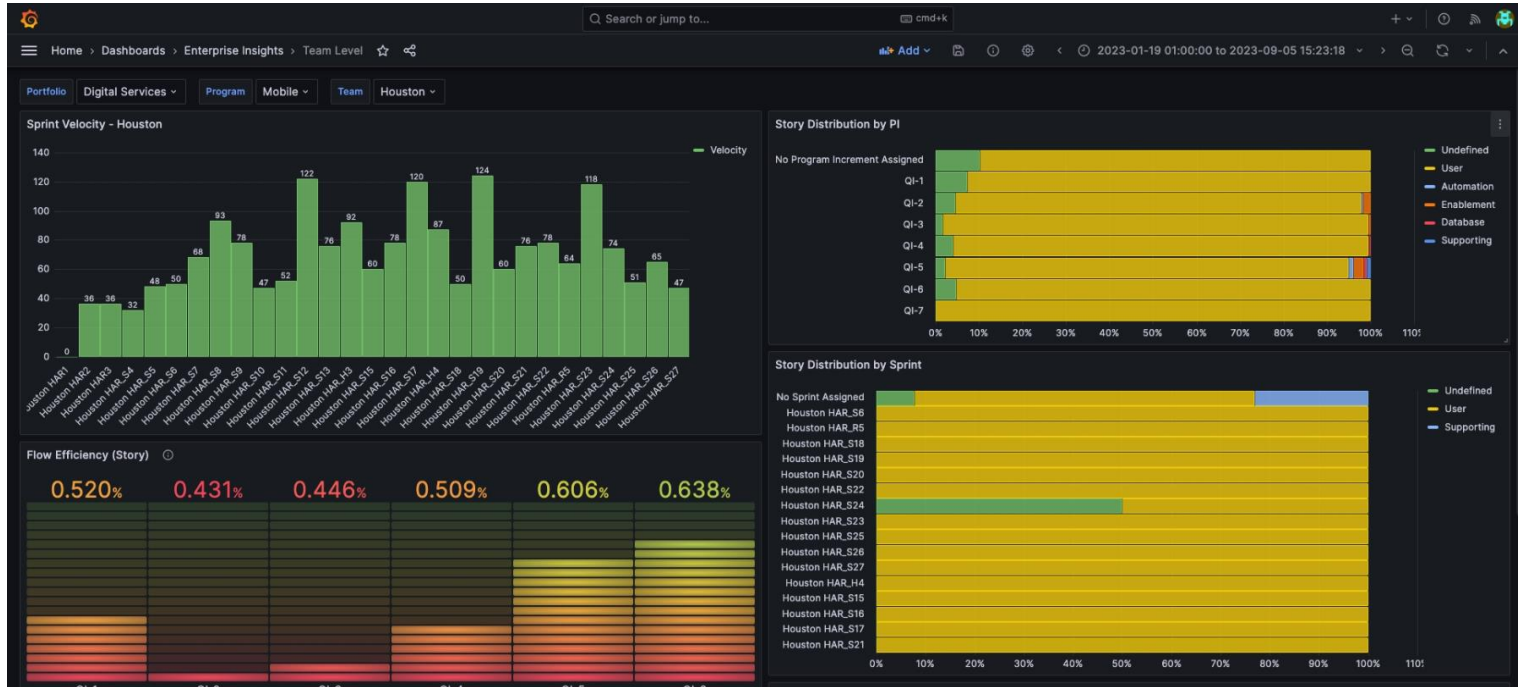 Search or jump to...
cmd+k
Home › Dashboards › Enterprise Insights › Team Level
Add
2023-01-19 01:00:00 to 2023-09-05 15:23:18
Portfolio Digital Services Program Mobile Team Houston
Sprint Velocity - Houston
Velocity
140
120
100
80
60
40
20
0
0 36 36 32 48 50 68 93 78 47 52 122 76 92 60 78 120 87 50 124 60 76 78 64 118 74 51 65 47
ouston HAR1
Houston HAR2
Houston HAR3
Houston HAR_S4
Houston HAR_S5
Houston HAR_S6
Houston HAR_S7
Houston HAR_S8
Houston HAR_S9
Houston HAR_S10
Houston HAR_S11
Houston HAR_S12
Houston HAR_S13
Houston HAR_H3
Houston HAR_S15
Houston HAR_S16
Houston HAR_S17
Houston HAR_H4
Houston HAR_S18
Houston HAR_S19
Houston HAR_S20
Houston HAR_S21
Houston HAR_S22
Houston HAR_R5
Houston HAR_S23
Houston HAR_S24
Houston HAR_S25
Houston HAR_S26
Houston HAR_S27
Flow Efficiency (Story)
0.520% 0.431% 0.446% 0.509% 0.606% 0.638%
Story Distribution by PI
No Program Increment Assigned
QI-1
QI-2
QI-3
QI-4
QI-5
QI-6
QI-7
0% 10% 20% 30% 40% 50% 60% 70% 80% 90% 100%
Undefined
User
Automation
Enablement
Database
Supporting
Story Distribution by Sprint
No Sprint Assigned
Houston HAR_S6
Houston HAR_R5
Houston HAR_S18
Houston HAR_S19
Houston HAR_S20
Houston HAR_S22
Houston HAR_S24
Houston HAR_S23
Houston HAR_S25
Houston HAR_S26
Houston HAR_S27
Houston HAR_H4
Houston HAR_S15
Houston HAR_S16
Houston HAR_S17
Houston HAR_S21
0% 10% 20% 30% 40% 50% 60% 70% 80% 90% 100%
Undefined
User
Supporting